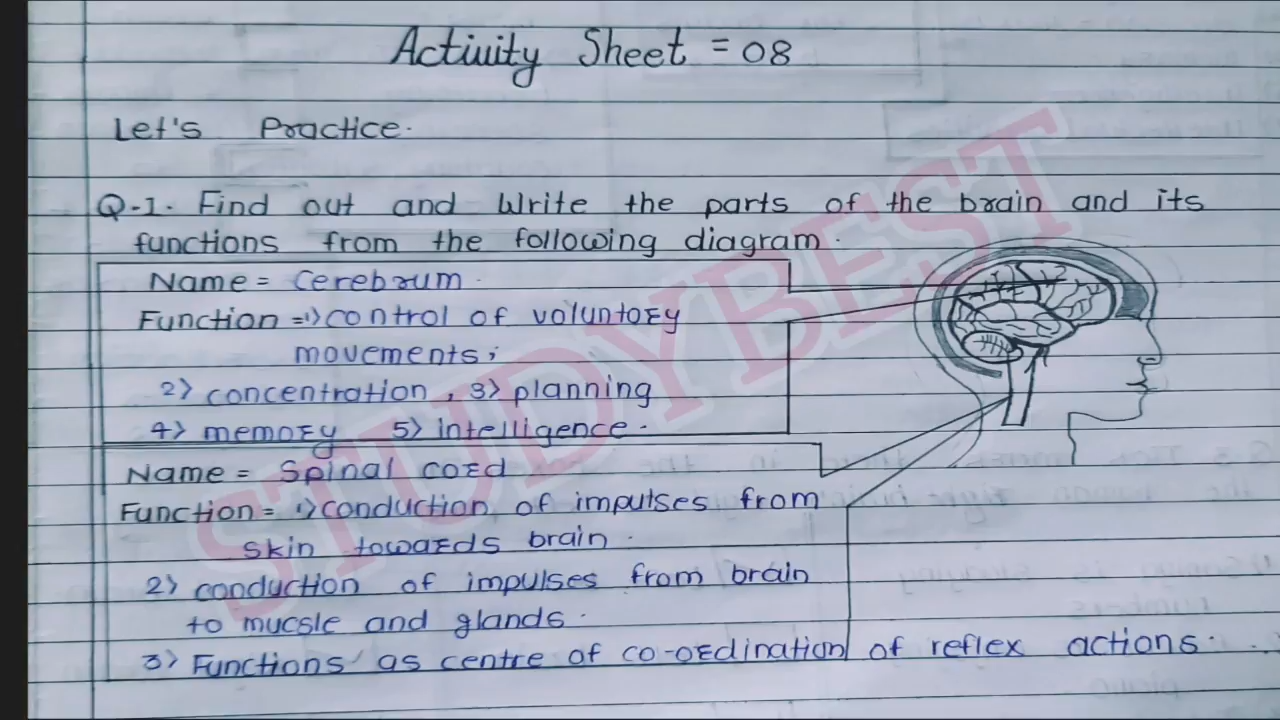 Activity Sheet = 08
Let's Practice.
Q-1. Find out and Write the parts of the brain and its
functions from the following diagram.
Name = Cerebrum.
Function = 1) control of voluntory
movements;
2) concentration, 3) planning
4) memory 5) intelligence.
Name = Spinal cord
Function = 1) conduction of impulses from
skin towards brain.
2) conduction of impulses from brain
to mucsle and glands.
3) Functions as centre of co-ordination of reflex actions.
STUDYBEST